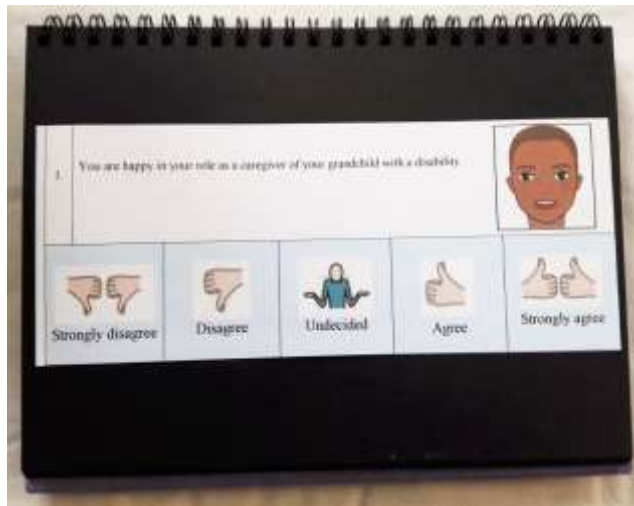 1. You are happy in your role as a caregiver of your grandchild with a disability
Strongly disagree
Disagree
Undecided
Agree
Strongly agree